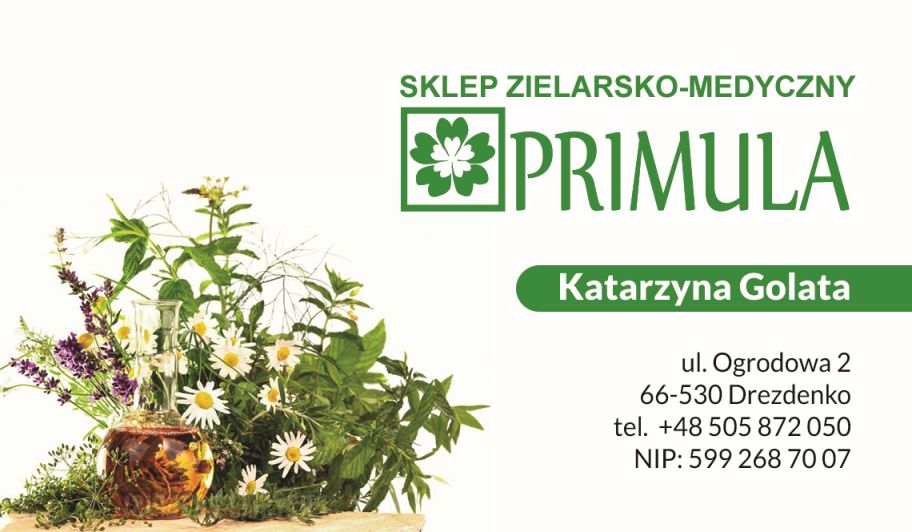 SKLEP ZIELARSKO-MEDYCZNY
PRIMULA
Katarzyna Golata
ul. Ogrodowa 2
66-530 Drezdenko
tel. +48 505 872 050
NIP: 599 268 70 07